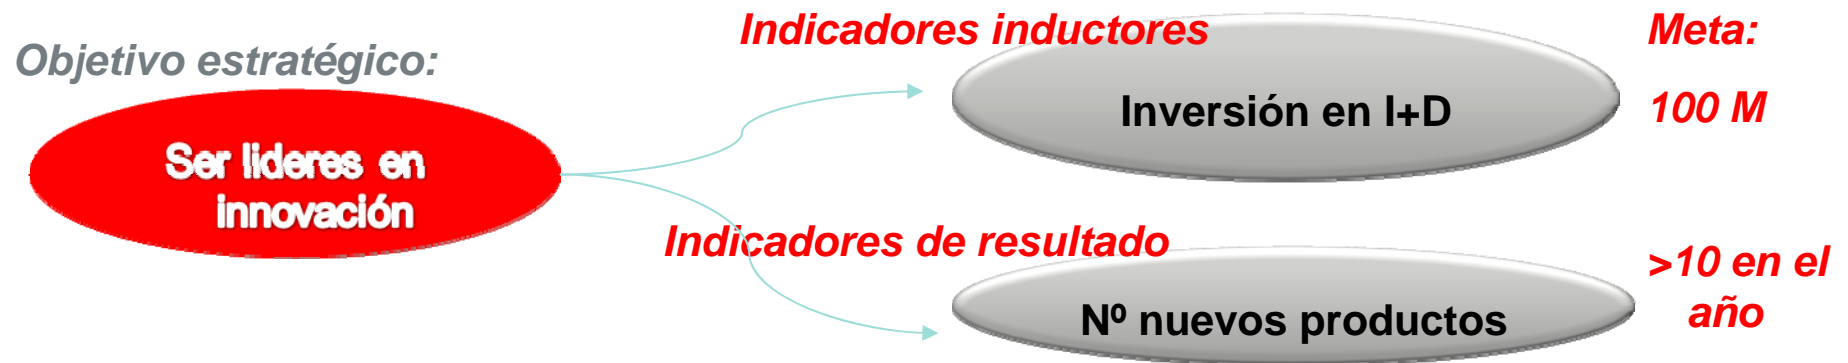 Objetivo estratégico:
Ser lideres en
innovación
Indicadores inductores
Inversión en I+D
Meta:
100 M
Indicadores de resultado
Nº nuevos productos
>10 en el
año